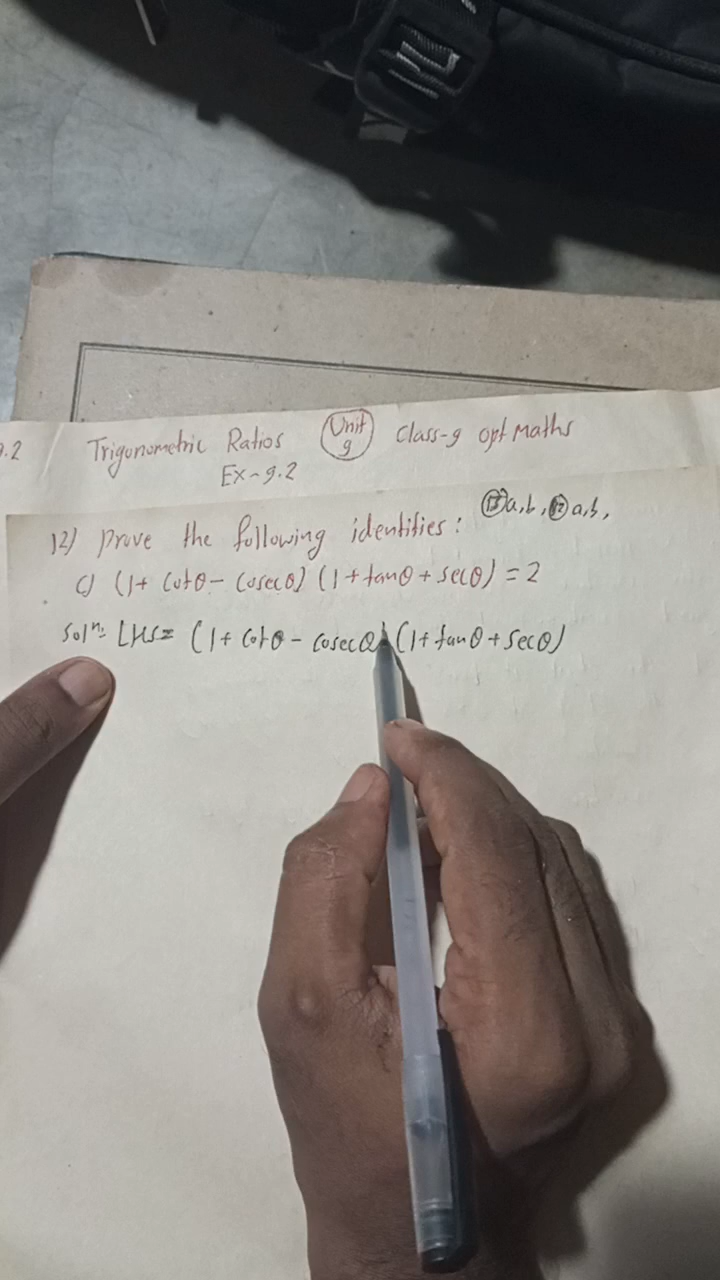 9.2 Trigonometric Ratios Unit 9 Class-9 Opt Maths
Ex-9.2
12) Prove the following identities: a,b, a,b,
c) (1+ cotθ - cosecθ) (1+tanθ+secθ) = 2
Solⁿ: LHS= (1+ cotθ - cosecθ) (1+tanθ+secθ)